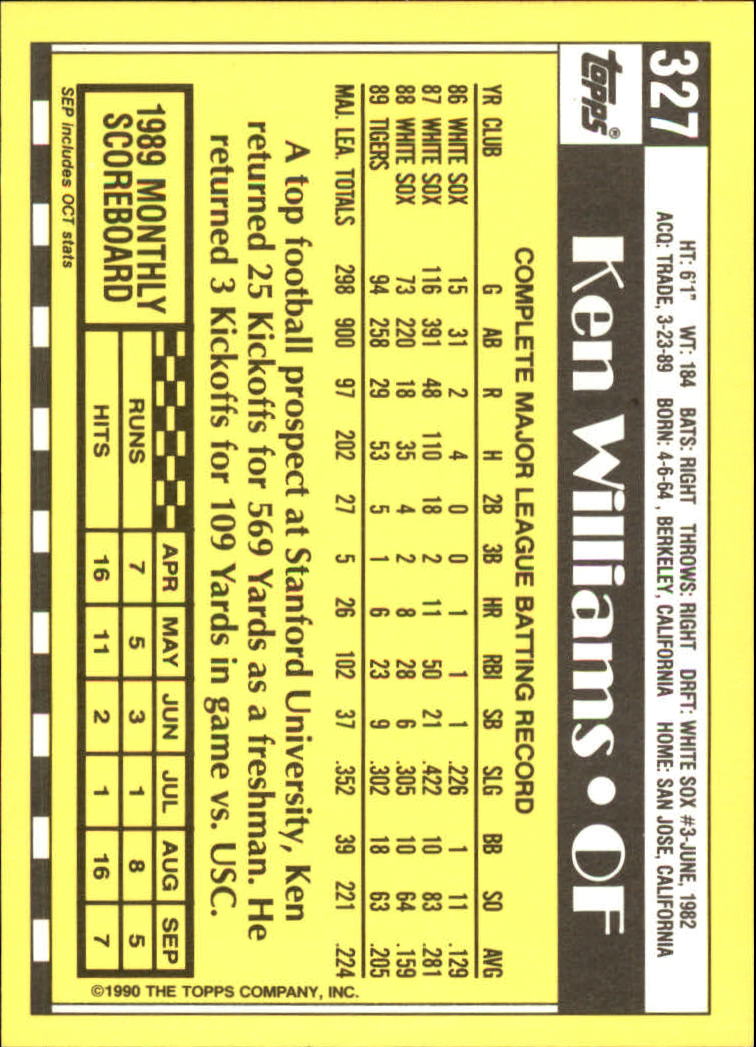 327
topps®
HT: 6'1" WT: 184 BATS: RIGHT THROWS: RIGHT DRFT: WHITE SOX #3-JUNE, 1982
ACQ: TRADE, 3-23-89 BORN: 4-6-64, BERKELEY, CALIFORNIA HOME: SAN JOSE, CALIFORNIA
Ken Williams • OF
COMPLETE MAJOR LEAGUE BATTING RECORD
YR CLUB G AB R H 2B 3B HR RBI SB SLG BB SO AVG
86 WHITE SOX 15 31 2 4 0 0 1 1 1 .226 1 11 .129
87 WHITE SOX 116 391 48 110 18 2 11 50 21 .422 10 83 .281
88 WHITE SOX 73 220 18 35 4 2 8 28 6 .305 10 64 .159
89 TIGERS 94 258 29 53 5 1 6 23 9 .302 18 63 .205
MAJ. LEA. TOTALS 298 900 97 202 27 5 26 102 37 .352 39 221 .224
A top football prospect at Stanford University, Ken
returned 25 Kickoffs for 569 Yards as a freshman. He
returned 3 Kickoffs for 109 Yards in game vs. USC.
1989 MONTHLY
SCOREBOARD
APR MAY JUN JUL AUG SEP
RUNS 7 5 3 1 8 5
HITS 16 11 2 1 16 7
SEP includes OCT stats
©1990 THE TOPPS COMPANY, INC.